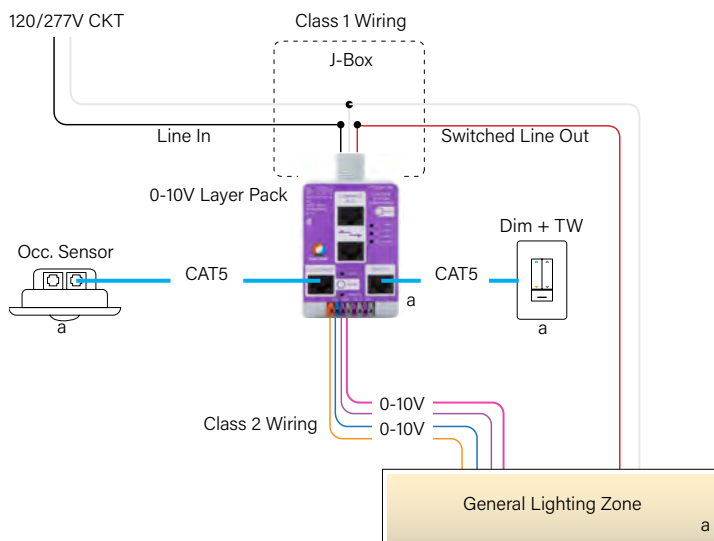 120/277V CKT
Class 1 Wiring
J-Box
Line In
Switched Line Out
0-10V Layer Pack
Dim + TW
Occ. Sensor
CAT5
CAT5
a
a
a
0-10V
Class 2 Wiring
0-10V
General Lighting Zone
a